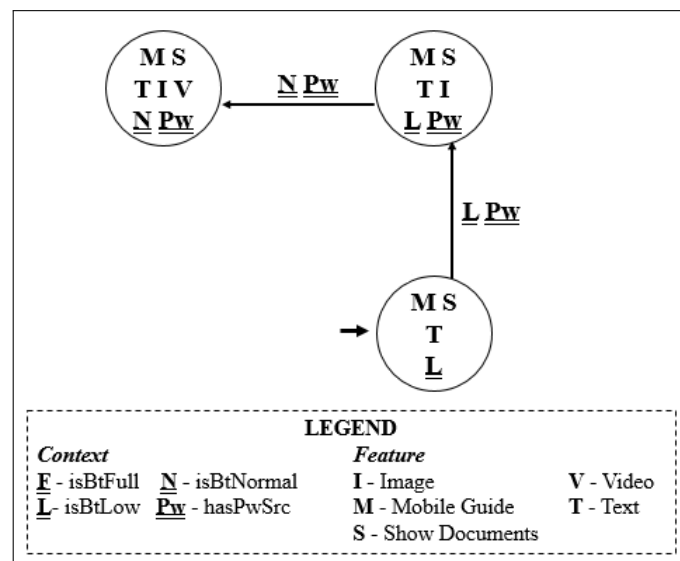 M S
T I V
N Pw
N Pw
M S
T I
L Pw
L Pw
M S
T
L
LEGEND
Context
Feature
F - isBtFull N - isBtNormal
I - Image
V - Video
L - isBtLow Pw - hasPwSrc
M - Mobile Guide
T - Text
S - Show Documents